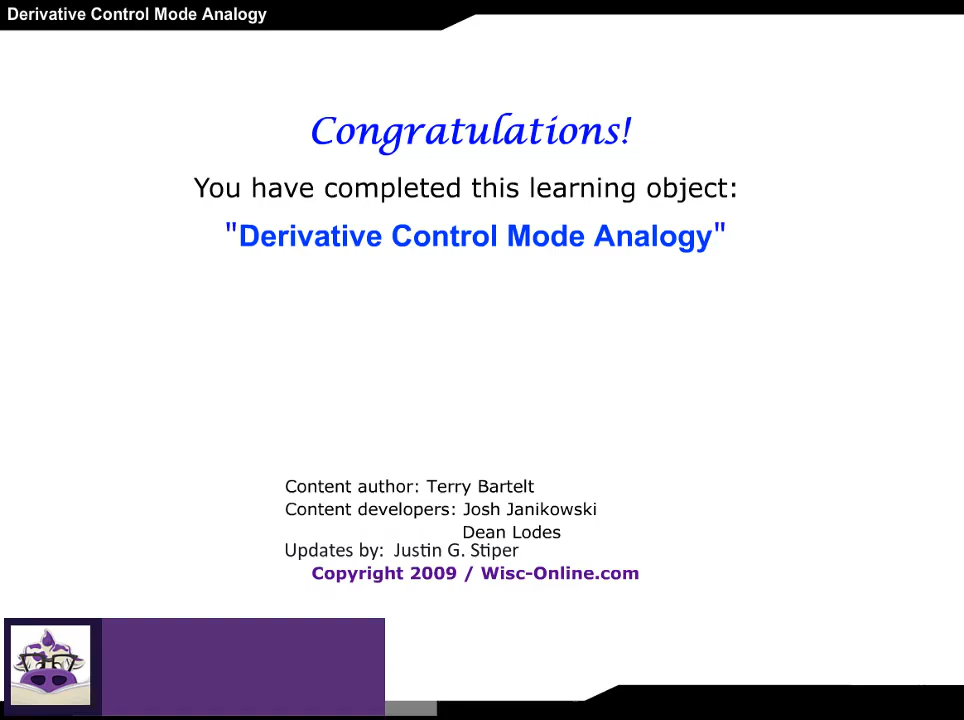 Derivative Control Mode Analogy
Congratulations!
You have completed this learning object:
"Derivative Control Mode Analogy"
Content author: Terry Bartelt
Content developers: Josh Janikowski
Dean Lodes
Updates by: Justin G. Stiper
Copyright 2009 / Wisc-Online.com